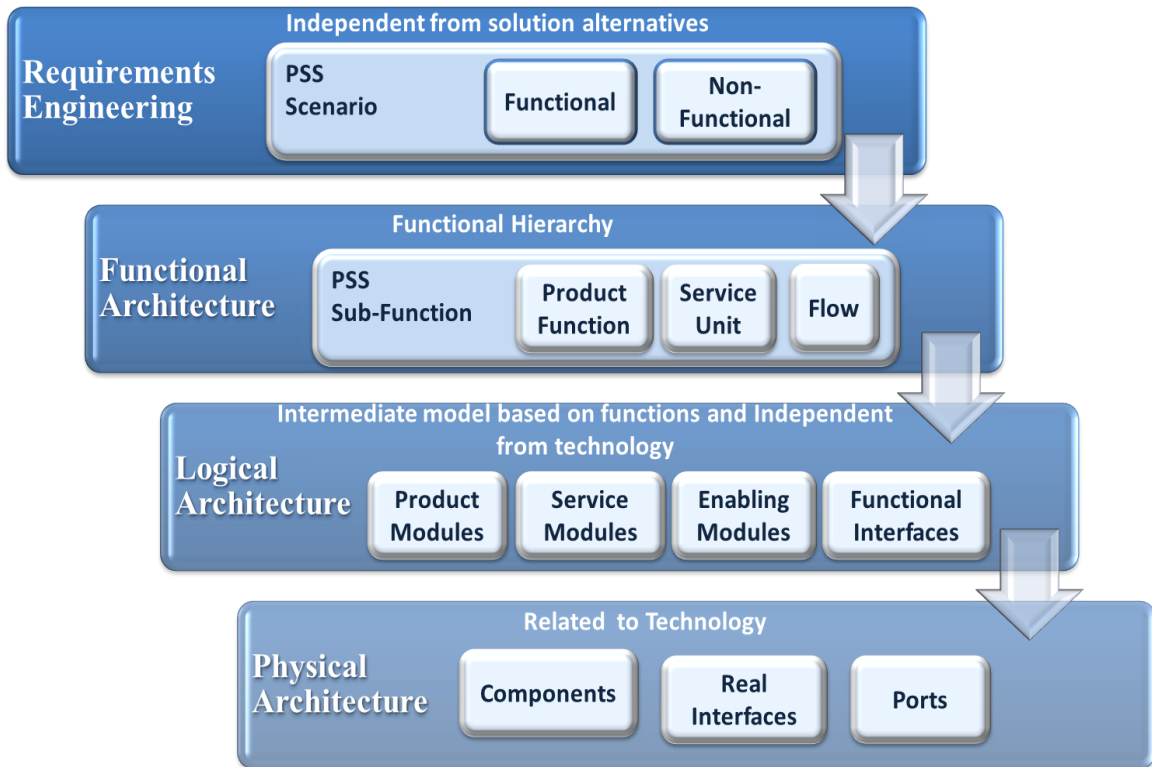 Independent from solution alternatives
Requirements
Engineering
PSS
Scenario
Functional
Non-
Functional
Functional Hierarchy
Functional
Architecture
PSS
Sub-Function
Product
Function
Service
Unit
Flow
Intermediate model based on functions and Independent
from technology
Logical
Architecture
Product
Modules
Service
Modules
Enabling
Modules
Functional
Interfaces
Related to Technology
Physical
Architecture
Components
Real
Interfaces
Ports